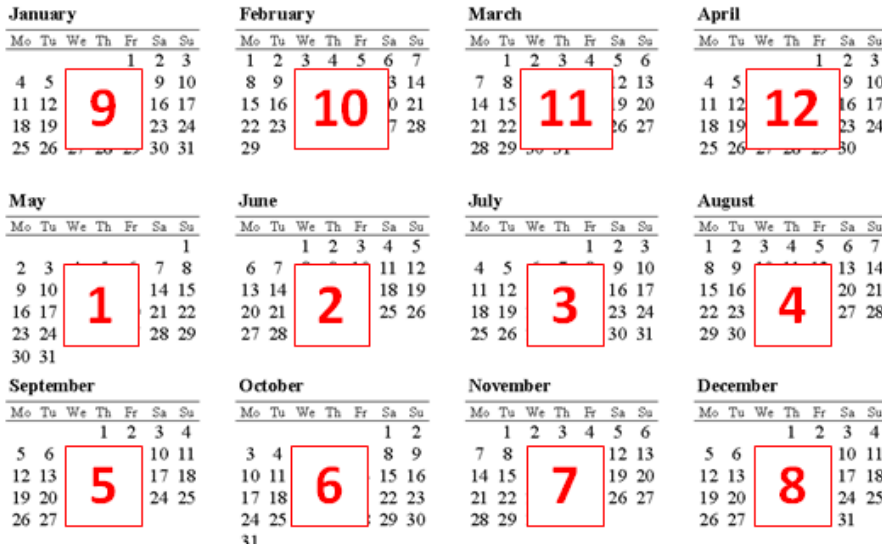 January
Mo Tu We Th Fr Sa Su
1 2 3
4 5 9 10
11 12 16 17
18 19 23 24
25 26 30 31
9
February
Mo Tu We Th Fr Sa Su
1 2 3 4 5 6 7
8 9 14
15 16 21
22 23 28
29
10
March
Mo Tu We Th Fr Sa Su
1 2 3 4 5 6
7 8 13
14 15 20
21 22 26 27
28 29
11
April
Mo Tu We Th Fr Sa Su
1 2 3
4 5 9 10
11 12 16 17
18 19 23 24
25 26 30
12
May
Mo Tu We Th Fr Sa Su
1
2 3 7 8
9 10 14 15
16 17 21 22
23 24 28 29
30 31
1
June
Mo Tu We Th Fr Sa Su
1 2 3 4 5
6 7 11 12
13 14 18 19
20 21 25 26
27 28
2
July
Mo Tu We Th Fr Sa Su
1 2 3
4 5 9 10
11 12 16 17
18 19 23 24
25 26 30 31
3
August
Mo Tu We Th Fr Sa Su
1 2 3 4 5 6 7
8 9 13 14
15 16 20 21
22 23 27 28
29 30
4
September
Mo Tu We Th Fr Sa Su
1 2 3 4
5 6 10 11
12 13 17 18
19 20 24 25
26 27
5
October
Mo Tu We Th Fr Sa Su
1 2
3 4 8 9
10 11 15 16
17 18 22 23
24 25 29 30
31
6
November
Mo Tu We Th Fr Sa Su
1 2 3 4 5 6
7 8 12 13
14 15 19 20
21 22 26 27
28 29
7
December
Mo Tu We Th Fr Sa Su
1 2 3 4
5 6 10 11
12 13 17 18
19 20 24 25
26 27 31
8